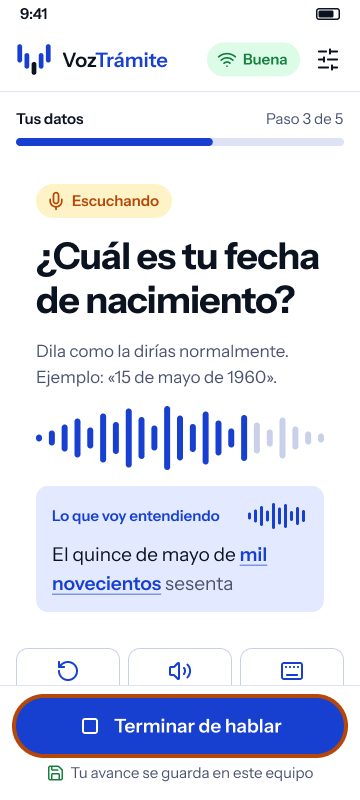 9:41
VozTrámite
Buena
Tus datos
Paso 3 de 5
Escuchando
¿Cuál es tu fecha
de nacimiento?
Dila como la dirías normalmente.
Ejemplo: «15 de mayo de 1960».
Lo que voy entendiendo
El quince de mayo de mil
novecientos sesenta
Terminar de hablar
Tu avance se guarda en este equipo